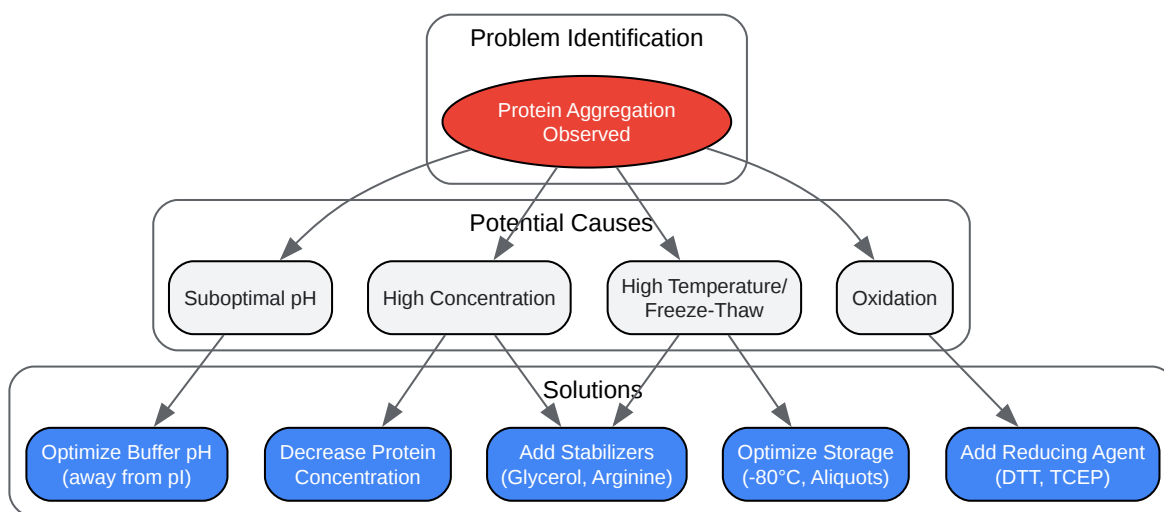 Problem Identification
Protein Aggregation
Observed
Potential Causes
Suboptimal pH
High Concentration
High Temperature/
Freeze-Thaw
Oxidation
Solutions
Optimize Buffer pH
(away from pI)
Decrease Protein
Concentration
Add Stabilizers
(Glycerol, Arginine)
Optimize Storage
(-80°C, Aliquots)
Add Reducing Agent
(DTT, TCEP)